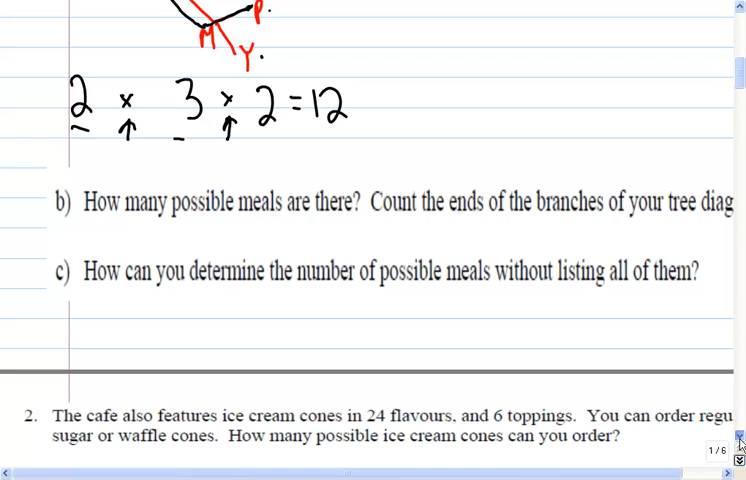 P.
M
Y.
2 x 3 x 2 = 12
b) How many possible meals are there? Count the ends of the branches of your tree diag
c) How can you determine the number of possible meals without listing all of them?
2. The cafe also features ice cream cones in 24 flavours, and 6 toppings. You can order regu
sugar or waffle cones. How many possible ice cream cones can you order?
1 / 6